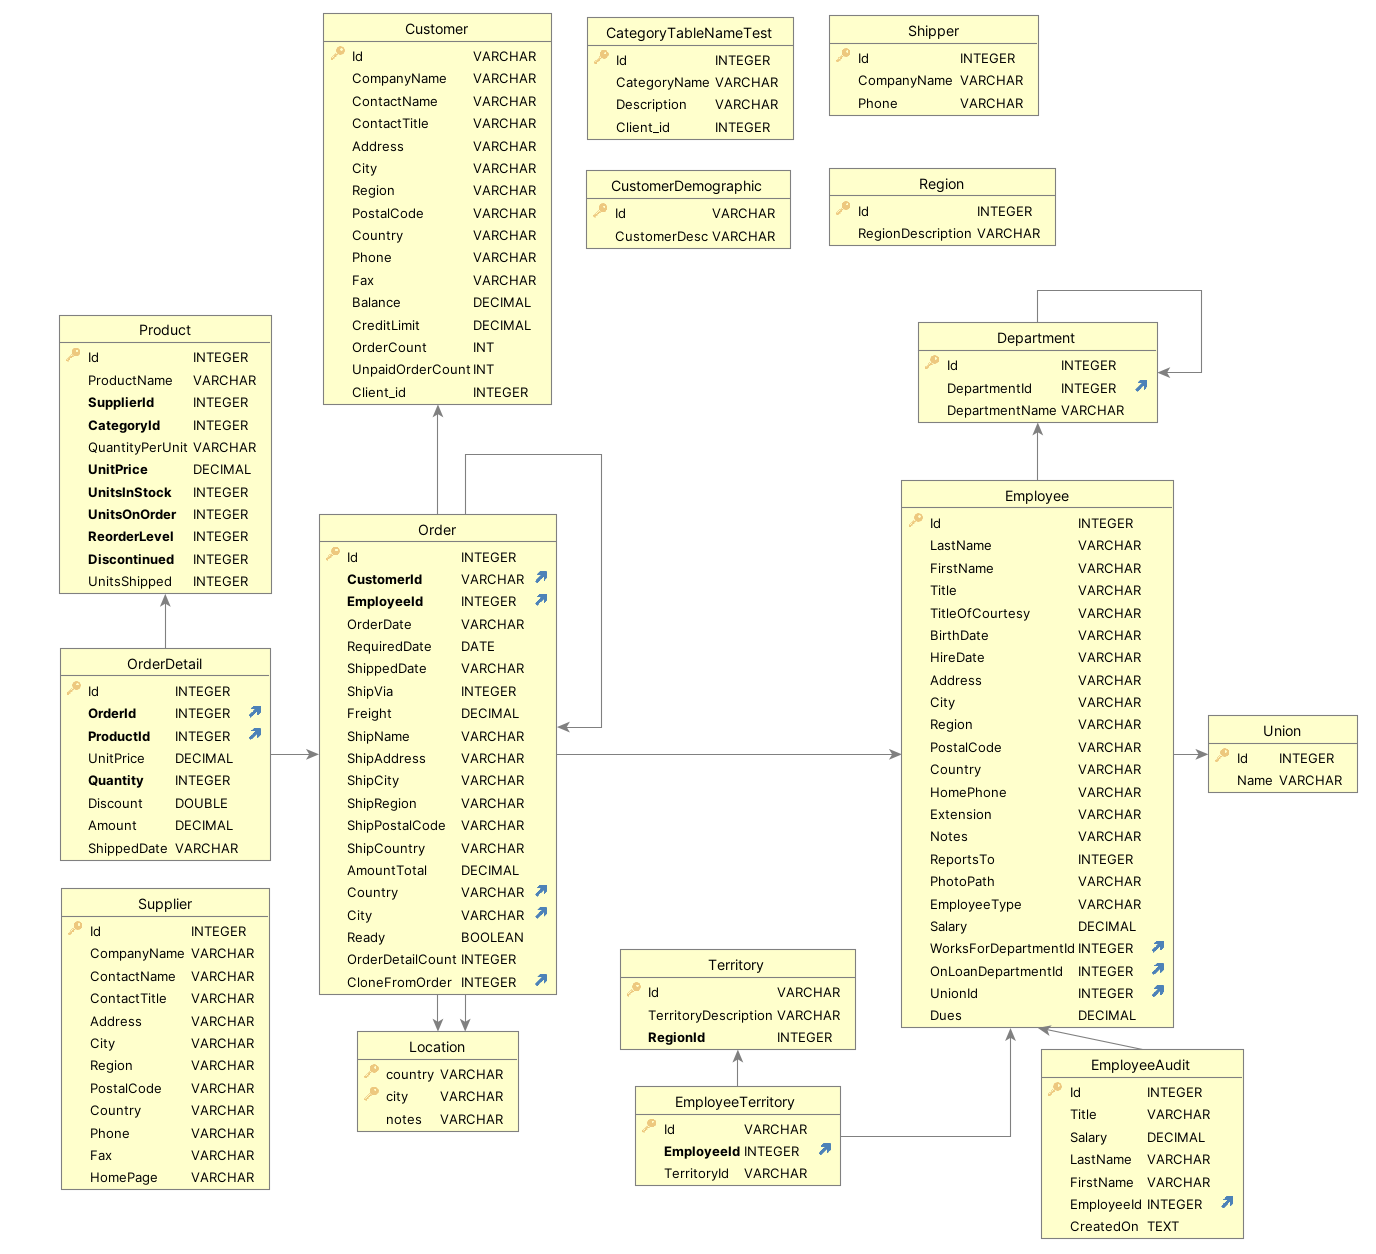 Customer
Id VARCHAR
CompanyName VARCHAR
ContactName VARCHAR
ContactTitle VARCHAR
Address VARCHAR
City VARCHAR
Region VARCHAR
PostalCode VARCHAR
Country VARCHAR
Phone VARCHAR
Fax VARCHAR
Balance DECIMAL
CreditLimit DECIMAL
OrderCount INT
UnpaidOrderCount INT
Client_id INTEGER
CategoryTableNameTest
Id INTEGER
CategoryName VARCHAR
Description VARCHAR
Client_id INTEGER
Shipper
Id INTEGER
CompanyName VARCHAR
Phone VARCHAR
CustomerDemographic
Id VARCHAR
CustomerDesc VARCHAR
Region
Id INTEGER
RegionDescription VARCHAR
Product
Id INTEGER
ProductName VARCHAR
SupplierId INTEGER
CategoryId INTEGER
QuantityPerUnit VARCHAR
UnitPrice DECIMAL
UnitsInStock INTEGER
UnitsOnOrder INTEGER
ReorderLevel INTEGER
Discontinued INTEGER
UnitsShipped INTEGER
Department
Id INTEGER
DepartmentId INTEGER
DepartmentName VARCHAR
Order
Id INTEGER
CustomerId VARCHAR
EmployeeId INTEGER
OrderDate VARCHAR
RequiredDate DATE
ShippedDate VARCHAR
ShipVia INTEGER
Freight DECIMAL
ShipName VARCHAR
ShipAddress VARCHAR
ShipCity VARCHAR
ShipRegion VARCHAR
ShipPostalCode VARCHAR
ShipCountry VARCHAR
AmountTotal DECIMAL
Country VARCHAR
City VARCHAR
Ready BOOLEAN
OrderDetailCount INTEGER
CloneFromOrder INTEGER
Employee
Id INTEGER
LastName VARCHAR
FirstName VARCHAR
Title VARCHAR
TitleOfCourtesy VARCHAR
BirthDate VARCHAR
HireDate VARCHAR
Address VARCHAR
City VARCHAR
Region VARCHAR
PostalCode VARCHAR
Country VARCHAR
HomePhone VARCHAR
Extension VARCHAR
Notes VARCHAR
ReportsTo INTEGER
PhotoPath VARCHAR
EmployeeType VARCHAR
Salary DECIMAL
WorksForDepartmentId INTEGER
OnLoanDepartmentId INTEGER
UnionId INTEGER
Dues DECIMAL
OrderDetail
Id INTEGER
OrderId INTEGER
ProductId INTEGER
UnitPrice DECIMAL
Quantity INTEGER
Discount DOUBLE
Amount DECIMAL
ShippedDate VARCHAR
Union
Id INTEGER
Name VARCHAR
Supplier
Id INTEGER
CompanyName VARCHAR
ContactName VARCHAR
ContactTitle VARCHAR
Address VARCHAR
City VARCHAR
Region VARCHAR
PostalCode VARCHAR
Country VARCHAR
Phone VARCHAR
Fax VARCHAR
HomePage VARCHAR
Location
country VARCHAR
city VARCHAR
notes VARCHAR
Territory
Id VARCHAR
TerritoryDescription VARCHAR
RegionId INTEGER
EmployeeTerritory
Id VARCHAR
EmployeeId INTEGER
TerritoryId VARCHAR
EmployeeAudit
Id INTEGER
Title VARCHAR
Salary DECIMAL
LastName VARCHAR
FirstName VARCHAR
EmployeeId INTEGER
CreatedOn TEXT